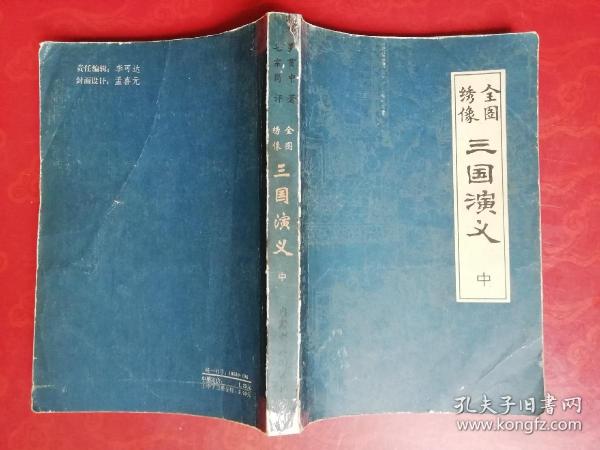 责任编辑：李可达
封面设计：孟喜元
罗贯中著
毛宗岗评
全图
绣像
三国演义
中
全图
绣像
三国演义
中
孔夫子旧书网
www.kongfz.com